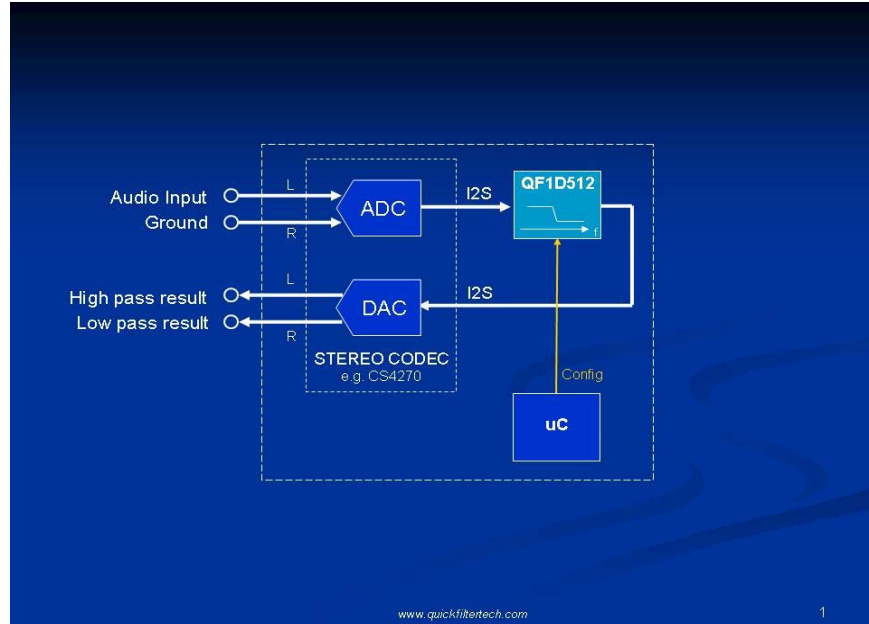 Audio Input
Ground
L
R
ADC
I2S
QF1D512
f
High pass result
Low pass result
L
R
DAC
I2S
STEREO CODEC
e.g. CS4270
Config
uC
www.quickfiltertech.com
1